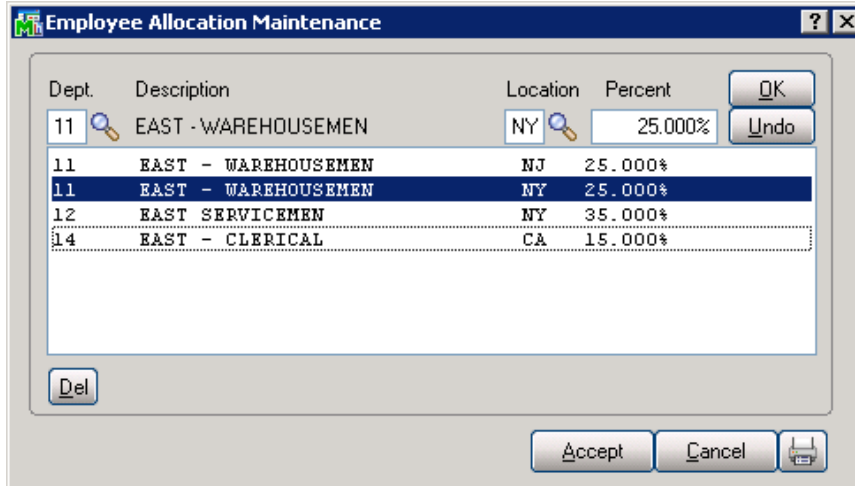 Employee Allocation Maintenance ? X
Dept. Description Location Percent OK
11 EAST - WAREHOUSEMEN NY 25.000% Undo
11 EAST - WAREHOUSEMEN NJ 25.000%
11 EAST - WAREHOUSEMEN NY 25.000%
12 EAST SERVICEMEN NY 35.000%
14 EAST - CLERICAL CA 15.000%
Del
Accept Cancel